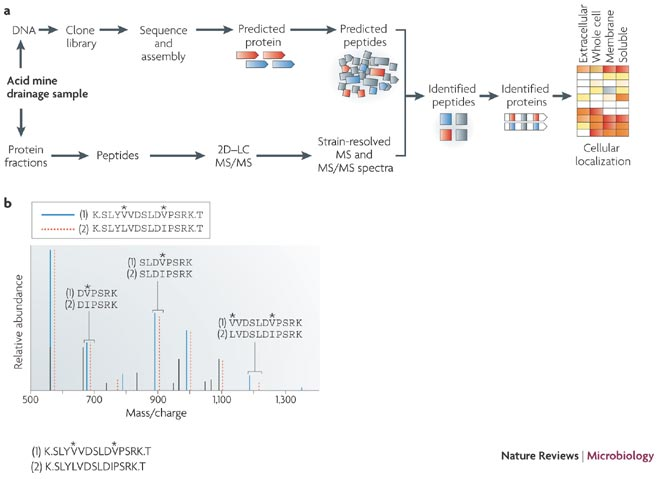 a
DNA
Clone
library
Sequence
and
assembly
Predicted
protein
Predicted
peptides
Acid mine
drainage sample
Protein
fractions
Peptides
2D–LC
MS/MS
Strain-resolved
MS and
MS/MS spectra
Identified
peptides
Identified
proteins
Extracellular
Whole cell
Membrane
Soluble
Cellular
localization
b
* *
(1) K.SLYVVDSLDVPSRK.T
(2) K.SLYLVDSLDIPSRK.T
Relative abundance
*
(1) DVPSRK
(2) DIPSRK
*
(1) SLDVPSRK
(2) SLDIPSRK
* *
(1) VVDSLDVPSRK
(2) LVDSLDIPSRK
500 700 900 1,100 1,300
Mass/charge
* *
(1) K.SLYVVDSLDVPSRK.T
(2) K.SLYLVDSLDIPSRK.T
Nature Reviews | Microbiology